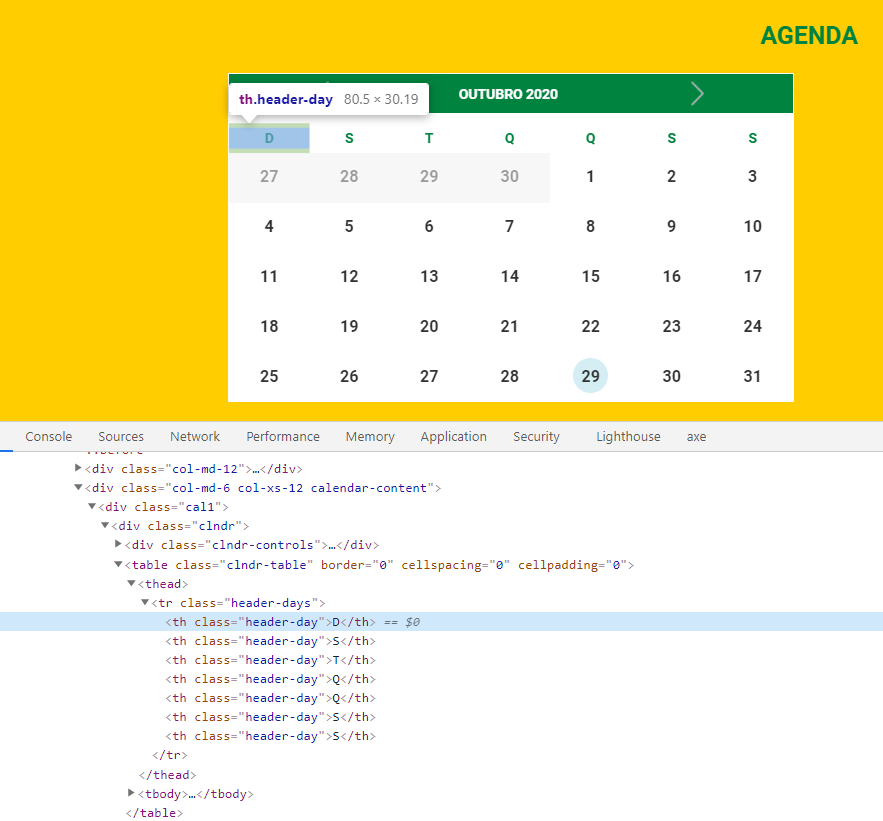 AGENDA
th.header-day 80.5 × 30.19
OUTUBRO 2020
D S T Q Q S S
27 28 29 30 1 2 3
4 5 6 7 8 9 10
11 12 13 14 15 16 17
18 19 20 21 22 23 24
25 26 27 28 29 30 31
Console Sources Network Performance Memory Application Security Lighthouse axe
<div class="col-md-12">…</div>
<div class="col-md-6 col-xs-12 calendar-content">
<div class="cal1">
<div class="clndr">
<div class="clndr-controls">…</div>
<table class="clndr-table" border="0" cellspacing="0" cellpadding="0">
<thead>
<tr class="header-days">
<th class="header-day">D</th> == $0
<th class="header-day">S</th>
<th class="header-day">T</th>
<th class="header-day">Q</th>
<th class="header-day">Q</th>
<th class="header-day">S</th>
<th class="header-day">S</th>
</tr>
</thead>
<tbody>…</tbody>
</table>